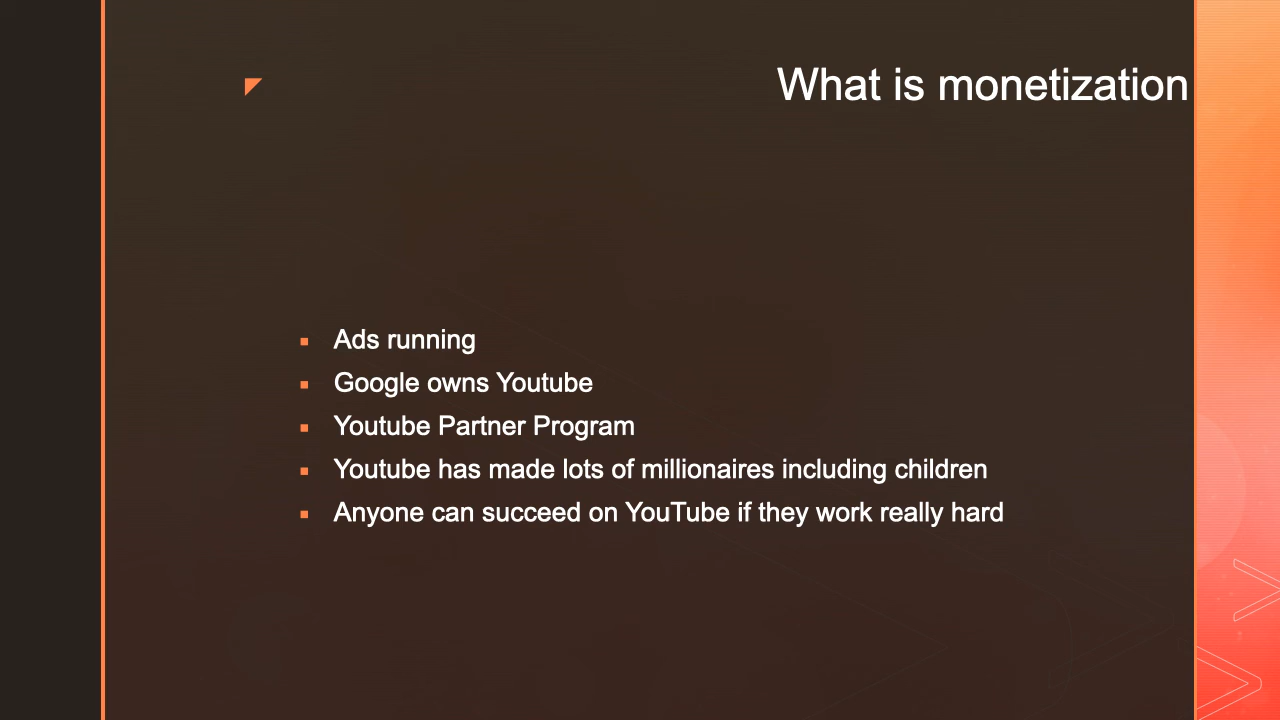 What is monetization
Ads running
Google owns Youtube
Youtube Partner Program
Youtube has made lots of millionaires including children
Anyone can succeed on YouTube if they work really hard